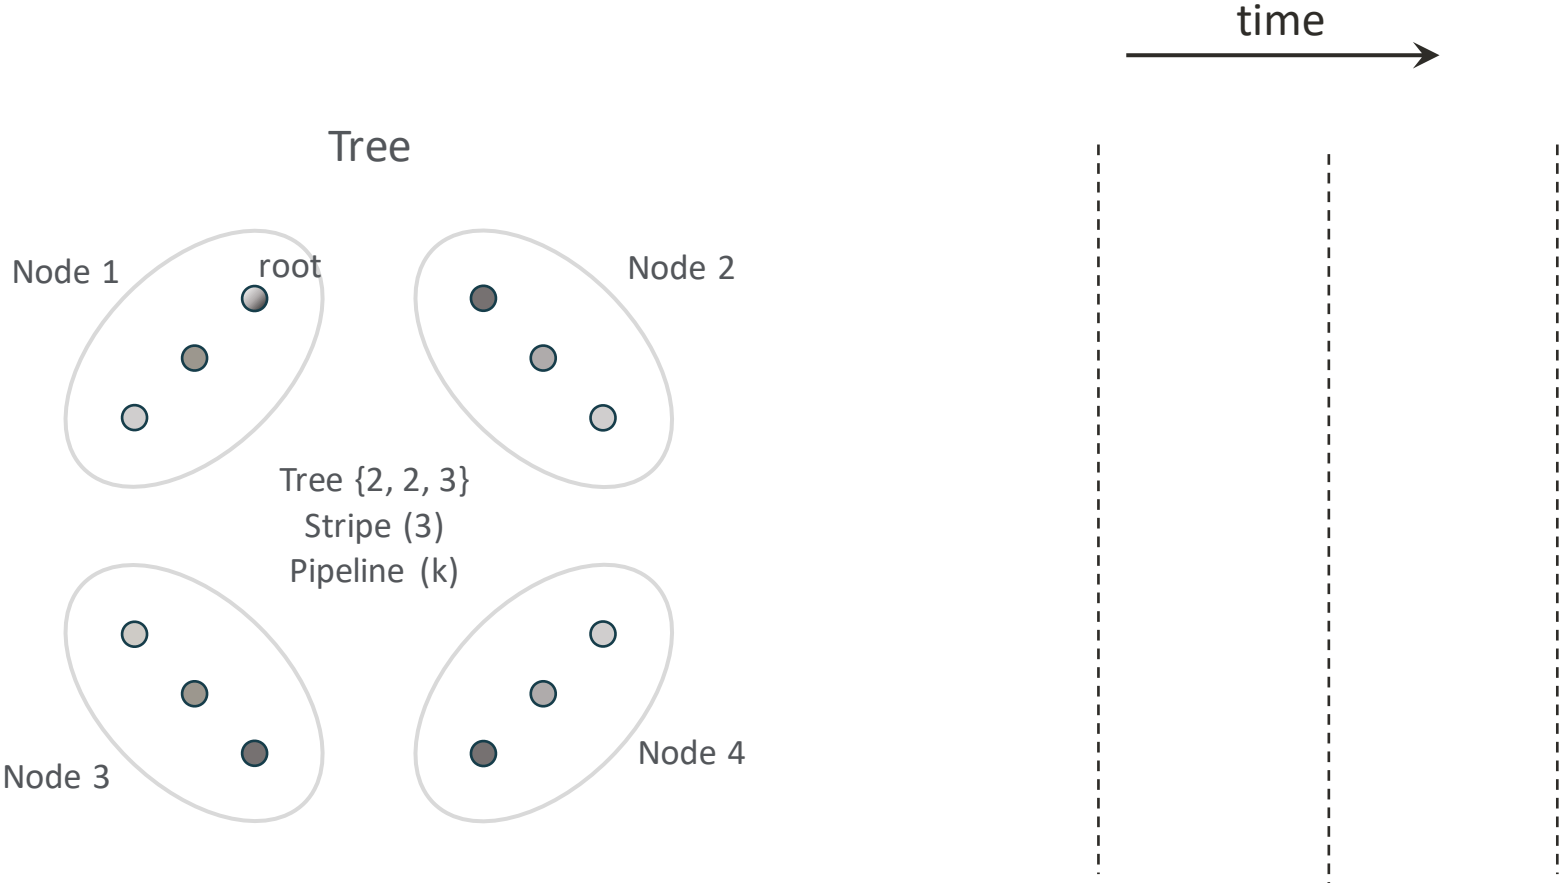 time
Tree
Node 1
root
Node 2
Tree {2, 2, 3}
Stripe (3)
Pipeline (k)
Node 3
Node 4